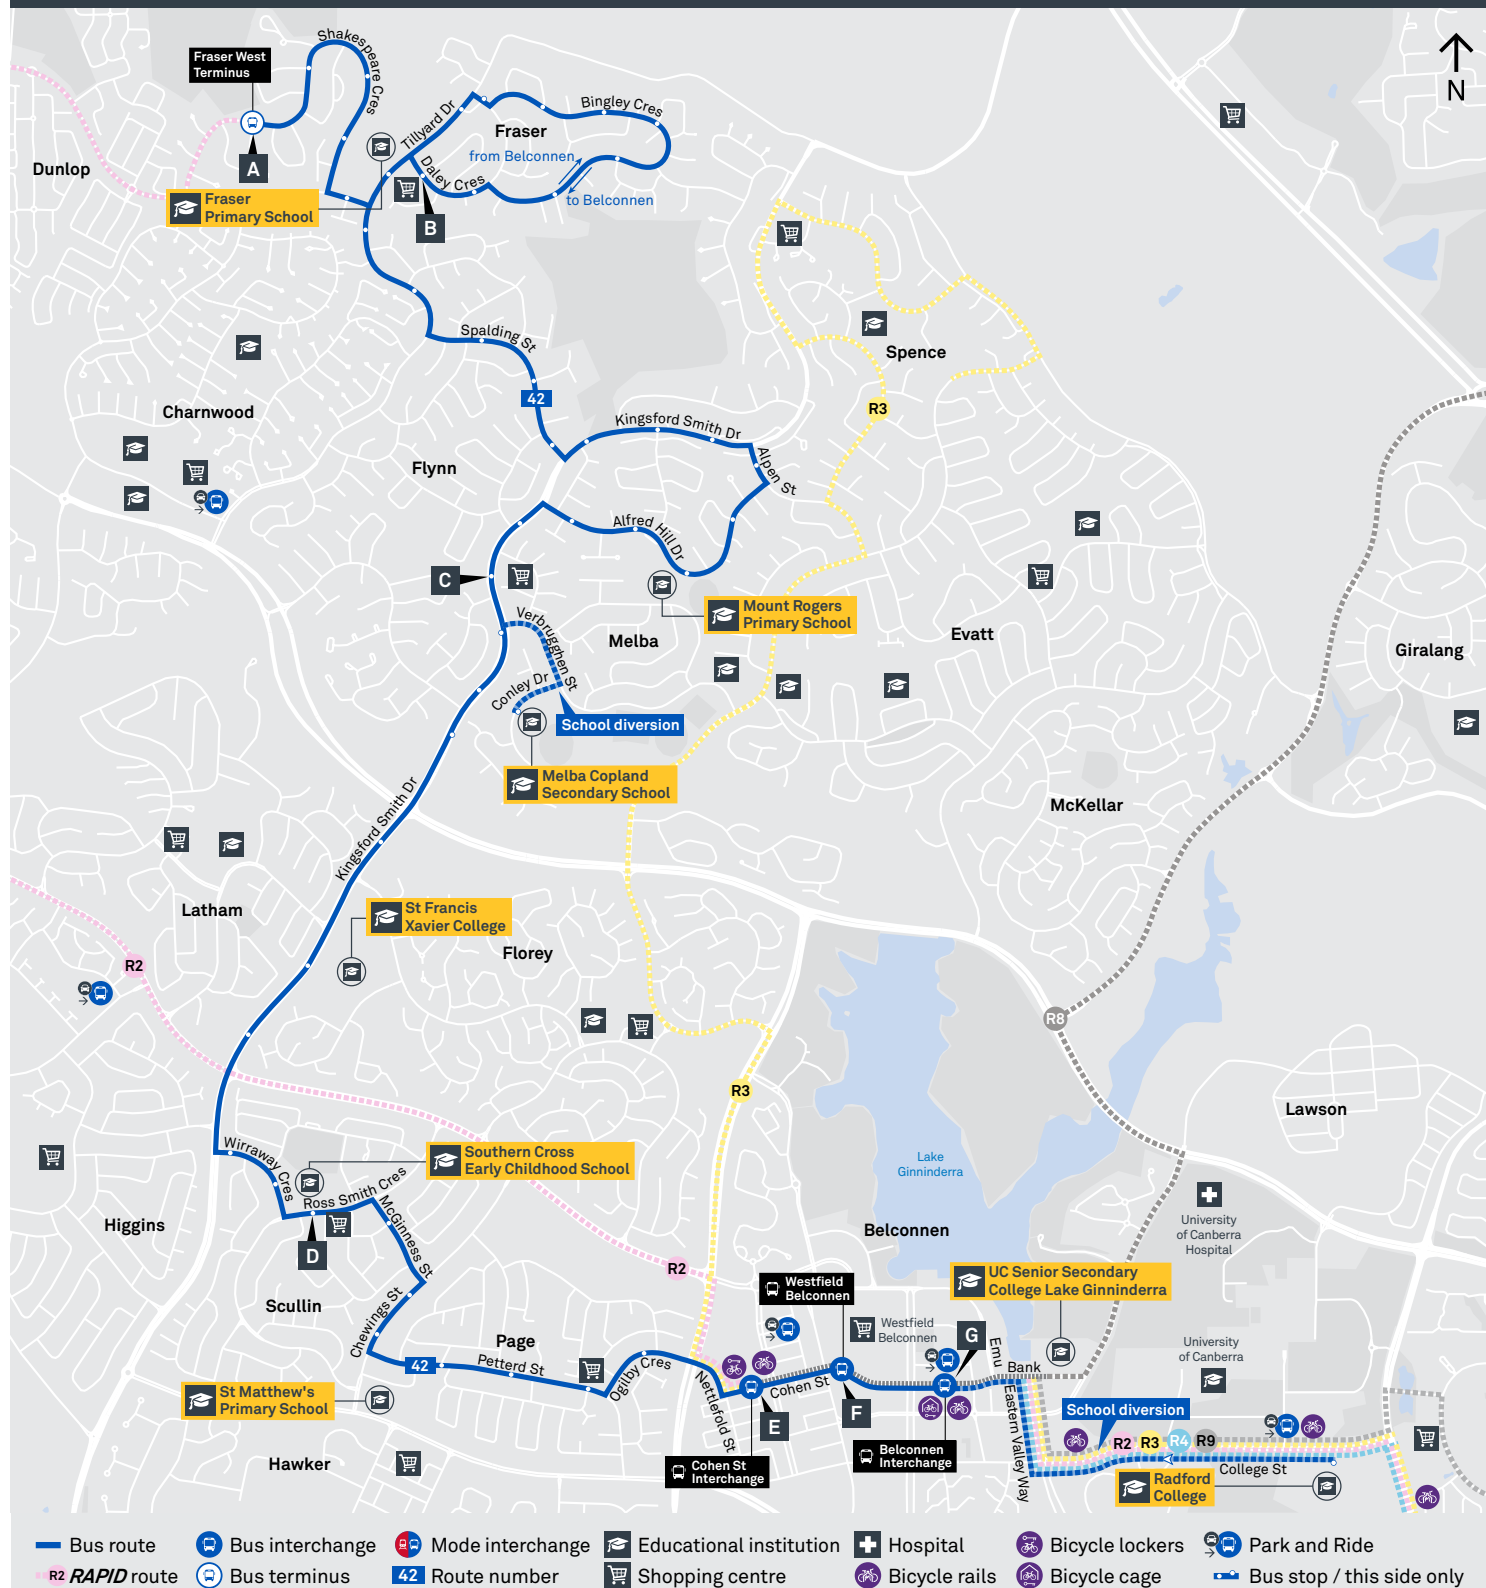 Shakespeare Cres
Fraser West
Terminus
N
A
Dunlop
Tillyard Dr
Fraser
Bingley Cres
from Belconnen
Daley Cres
to Belconnen
Fraser
Primary School
B
Spalding St
Spence
42
R3
Charnwood
Kingsford Smith Dr
Alpen St
Flynn
Alfred Hill Dr
C
Mount Rogers
Primary School
Verbrugghen St
Melba
Evatt
Giralang
Conley Dr
School diversion
Melba Copland
Secondary School
McKellar
Kingsford Smith Dr
Latham
St Francis
Xavier College
Florey
R2
R8
R3
Lawson
Wirraway Cres
Southern Cross
Early Childhood School
Lake
Ginninderra
Ross Smith Cres
McGinness St
Higgins
D
University
of Canberra
Hospital
Belconnen
R2
UC Senior Secondary
College Lake Ginninderra
Westfield
Belconnen
Scullin
Chewings St
Page
Westfield
Belconnen
G
Emu
Bank
University
of Canberra
42
Petterd St
Ogilby Cres
Nettlefold St
Cohen St
E
F
St Matthew's
Primary School
Eastern Valley Way
School diversion
R2
R3
R4
R9
College St
Hawker
Cohen St
Interchange
Belconnen
Interchange
Radford
College
Bus route
Bus interchange
Mode interchange
Educational institution
Hospital
Bicycle lockers
Park and Ride
R2 RAPID route
Bus terminus
42 Route number
Shopping centre
Bicycle rails
Bicycle cage
Bus stop / this side only